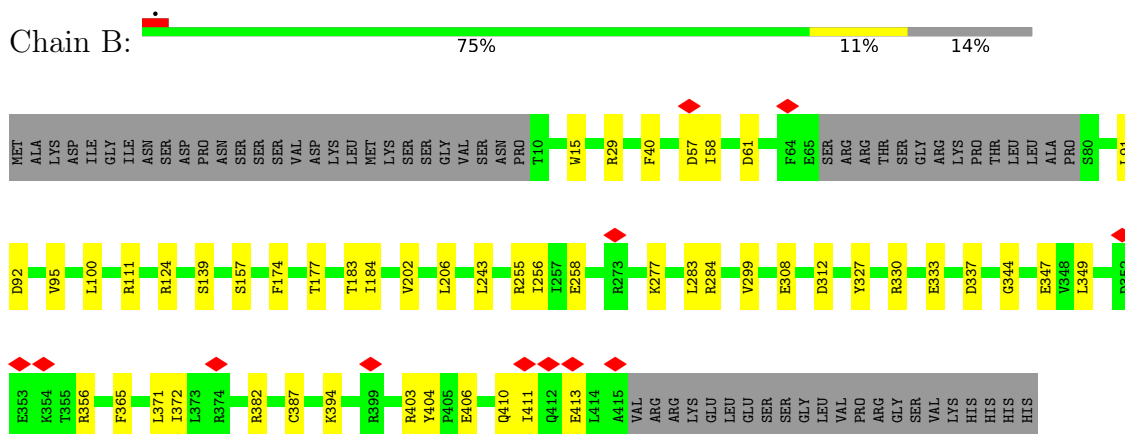 Chain B:
75% 11% 14%
MET ALA LYS ASP ILE GLY ILE ASN SER ASP PRO ASN SER SER SER VAL ASP LYS LEU MET LYS SER SER GLY VAL SER ASN PRO T10 W15 R29 F40 D57 I58 D61 F64 E65 SER ARG ARG THR SER GLY ARG LYS PRO THR LEU LEU ALA PRO S80 L91
D92 V95 L100 R111 R124 S139 S157 F174 T177 T183 I184 V202 L206 L243 R255 I256 I257 E258 R273 K277 L283 R284 V299 E308 D312 Y327 R330 E333 D337 G344 E347 V348 L349
E353 K354 T355 R356 F365 L371 I372 L373 R374 R382 C387 K394 R399 R403 Y404 P405 E406 Q410 I411 Q412 E413 L414 A415 VAL ARG ARG LYS GLU LEU GLU SER SER GLY LEU VAL PRO ARG GLY SER VAL LYS HIS HIS HIS HIS HIS